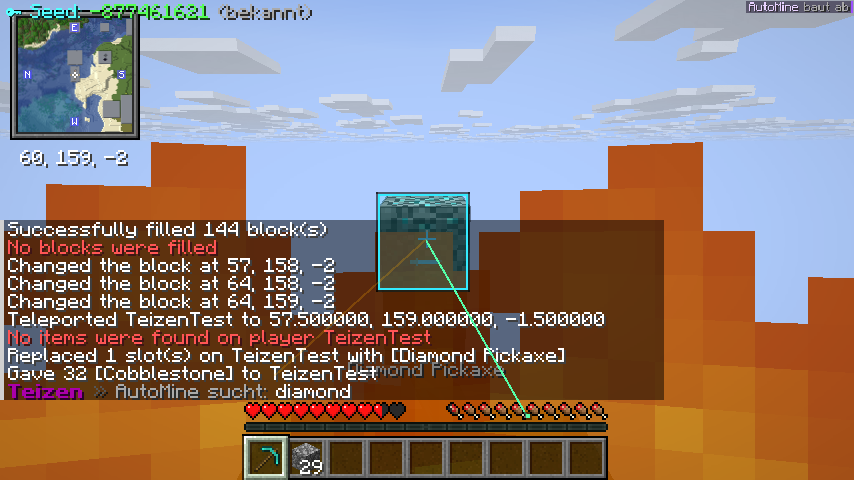 Seed: -877461621 (bekannt)
AutoMine baut ab
E
N
S
W
60, 159, -2
Successfully filled 144 block(s)
No blocks were filled
Changed the block at 57, 158, -2
Changed the block at 64, 158, -2
Changed the block at 64, 159, -2
Teleported TeizenTest to 57.500000, 159.000000, -1.500000
No items were found on player TeizenTest
Replaced 1 slot(s) on TeizenTest with [Diamond Pickaxe]
Gave 32 [Cobblestone] to TeizenTest
Diamond Pickaxe
Teizen » AutoMine sucht: diamond
29